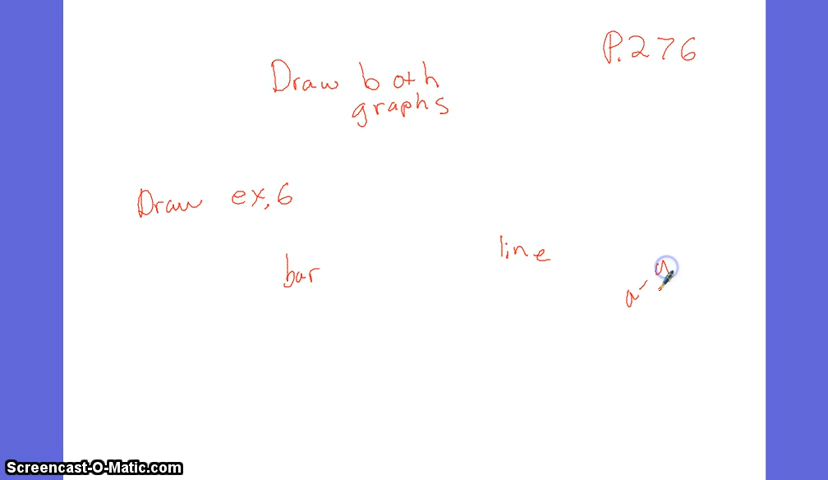 P.276
Draw both
graphs
Draw ex, 6
line
bar
a-
Screencast-O-Matic.com